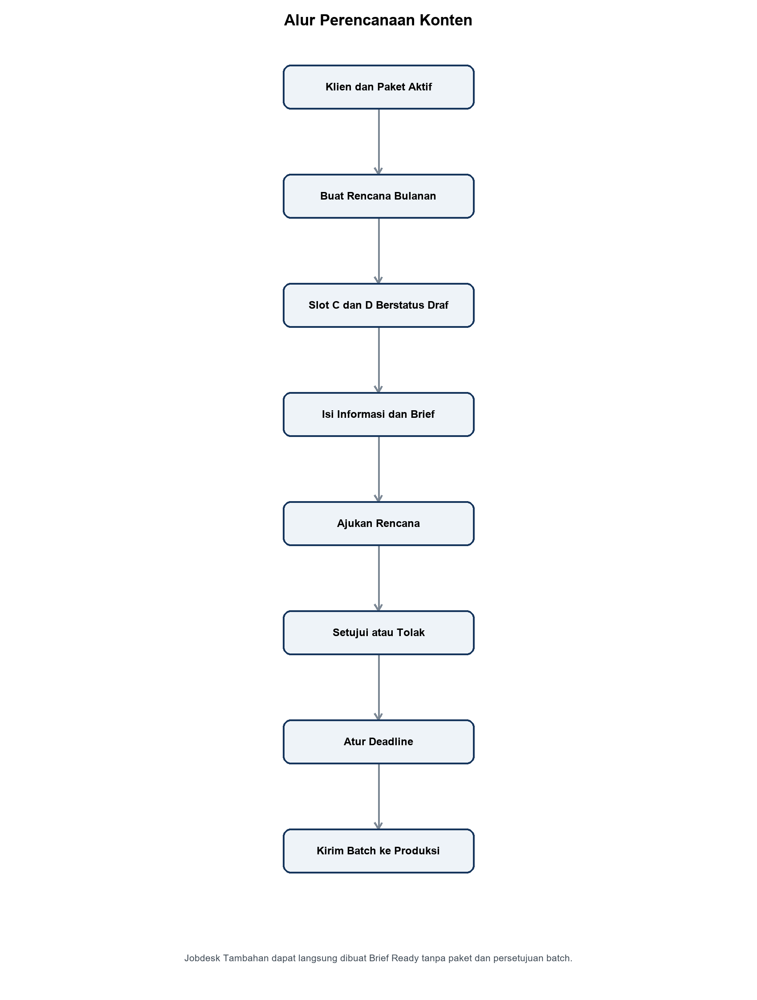 Alur Perencanaan Konten
Klien dan Paket Aktif
Buat Rencana Bulanan
Slot C dan D Berstatus Draf
Isi Informasi dan Brief
Ajukan Rencana
Setujui atau Tolak
Atur Deadline
Kirim Batch ke Produksi
Jobdesk Tambahan dapat langsung dibuat Brief Ready tanpa paket dan persetujuan batch.